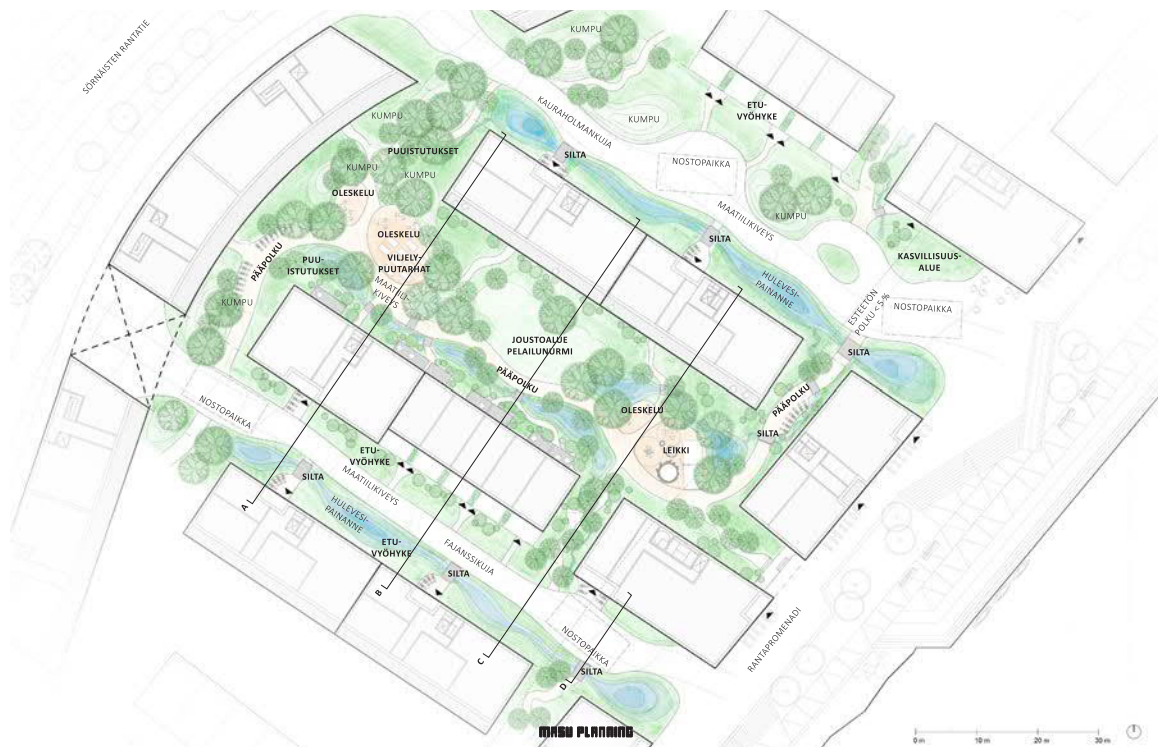 SÖRNÄISTEN RANTATIE
KUMPU
KAURAHOLMANKUJA
KUMPU
ETU-
VYÖHYKE
KUMPU
PUUISTUTUKSET
SILTA
NOSTOPAIKKA
KUMPU
KUMPU
OLESKELU
MAATIILIKIVEYS
KUMPU
OLESKELU
SILTA
PÄÄPOLKU
VILJELY-
PUUTARHAT
KASVILLISUUS-
ALUE
PUU-
ISTUTUKSET
MAATIILI-
KIVEYS
HULEVESI-
PAINANNE
KUMPU
ESTEETÖN
POLKU <5 %
NOSTOPAIKKA
JOUSTOALUE
PELAILUNURMI
SILTA
PÄÄPOLKU
NOSTOPAIKKA
OLESKELU
PÄÄPOLKU
SILTA
LEIKKI
ETU-
VYÖHYKE
MAATIILIKIVEYS
SILTA
HULEVESI-
PAINANNE
A
ETU-
VYÖHYKE
FAJANSSIKUJA
SILTA
B
NOSTOPAIKKA
RANTAPROMENADI
C
SILTA
D
MASU PLANNING
0 m 10 m 20 m 30 m